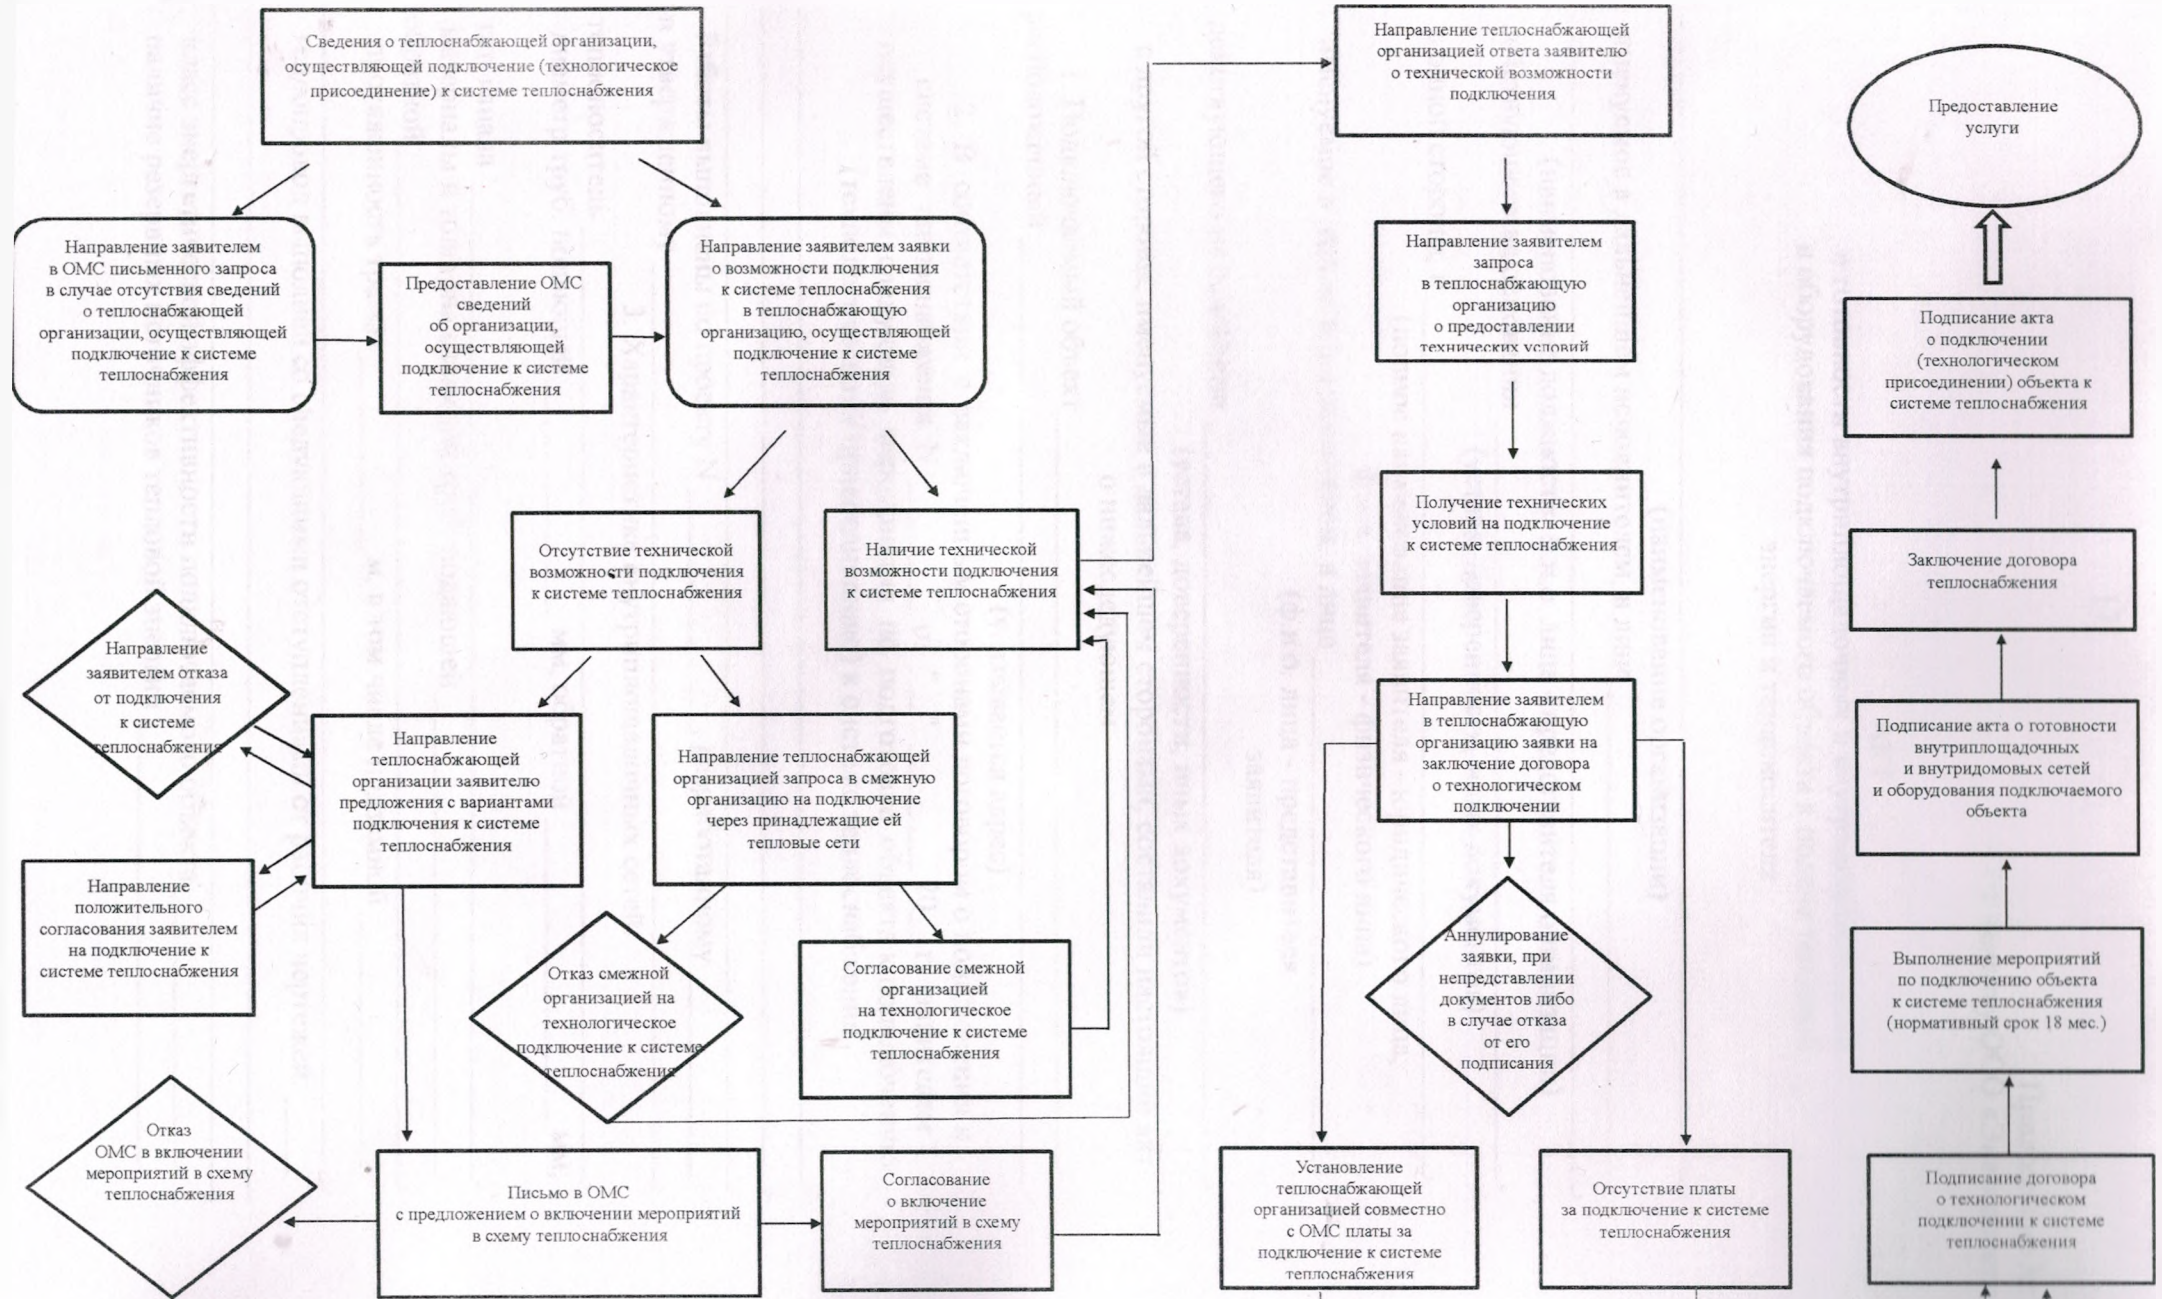 Сведения о теплоснабжающей организации,
осуществляющей подключение (технологическое
присоединение) к системе теплоснабжения
Направление заявителем
в ОМС письменного запроса
в случае отсутствия сведений
о теплоснабжающей
организации, осуществляющей
подключение к системе
теплоснабжения
Предоставление ОМС
сведений
об организации,
осуществляющей
подключение к системе
теплоснабжения
Направление заявителем заявки
о возможности подключения
к системе теплоснабжения
в теплоснабжающую
организацию, осуществляющей
подключение к системе
теплоснабжения
Отсутствие технической
возможности подключения
к системе теплоснабжения
Наличие технической
возможности подключения
к системе теплоснабжения
Направление
заявителем отказа
от подключения
к системе
теплоснабжения
Направление
теплоснабжающей
организации заявителю
предложения с вариантами
подключения к системе
теплоснабжения
Направление теплоснабжающей
организацией запроса в смежную
организацию на подключение
через принадлежащие ей
тепловые сети
Направление
положительного
согласования заявителем
на подключение к
системе теплоснабжения
Отказ смежной
организацией на
технологическое
подключение к системе
теплоснабжения
Согласование смежной
организацией
на технологическое
подключение к системе
теплоснабжения
Отказ
ОМС в включении
мероприятий в схему
теплоснабжения
Письмо в ОМС
с предложением о включении мероприятий
в схему теплоснабжения
Согласование
о включение
мероприятий в схему
теплоснабжения
Направление теплоснабжающей
организацией ответа заявителю
о технической возможности
подключения
Направление заявителем
запроса
в теплоснабжающую
организацию
о предоставлении
технических условий
Получение технических
условий на подключение
к системе теплоснабжения
Направление заявителем
в теплоснабжающую
организацию заявки на
заключение договора
о технологическом
подключении
Аннулирование
заявки, при
непредставлении
документов либо
в случае отказа
от его
подписания
Установление
теплоснабжающей
организацией совместно
с ОМС платы за
подключение к системе
теплоснабжения
Отсутствие платы
за подключение к системе
теплоснабжения
Предоставление
услуги
Подписание акта
о подключении
(технологическом
присоединении) объекта к
системе теплоснабжения
Заключение договора
теплоснабжения
Подписание акта о готовности
внутриплощадочных
и внутридомовых сетей
и оборудования подключаемого
объекта
Выполнение мероприятий
по подключению объекта
к системе теплоснабжения
(нормативный срок 18 мес.)
Подписание договора
о технологическом
подключении к системе
теплоснабжения